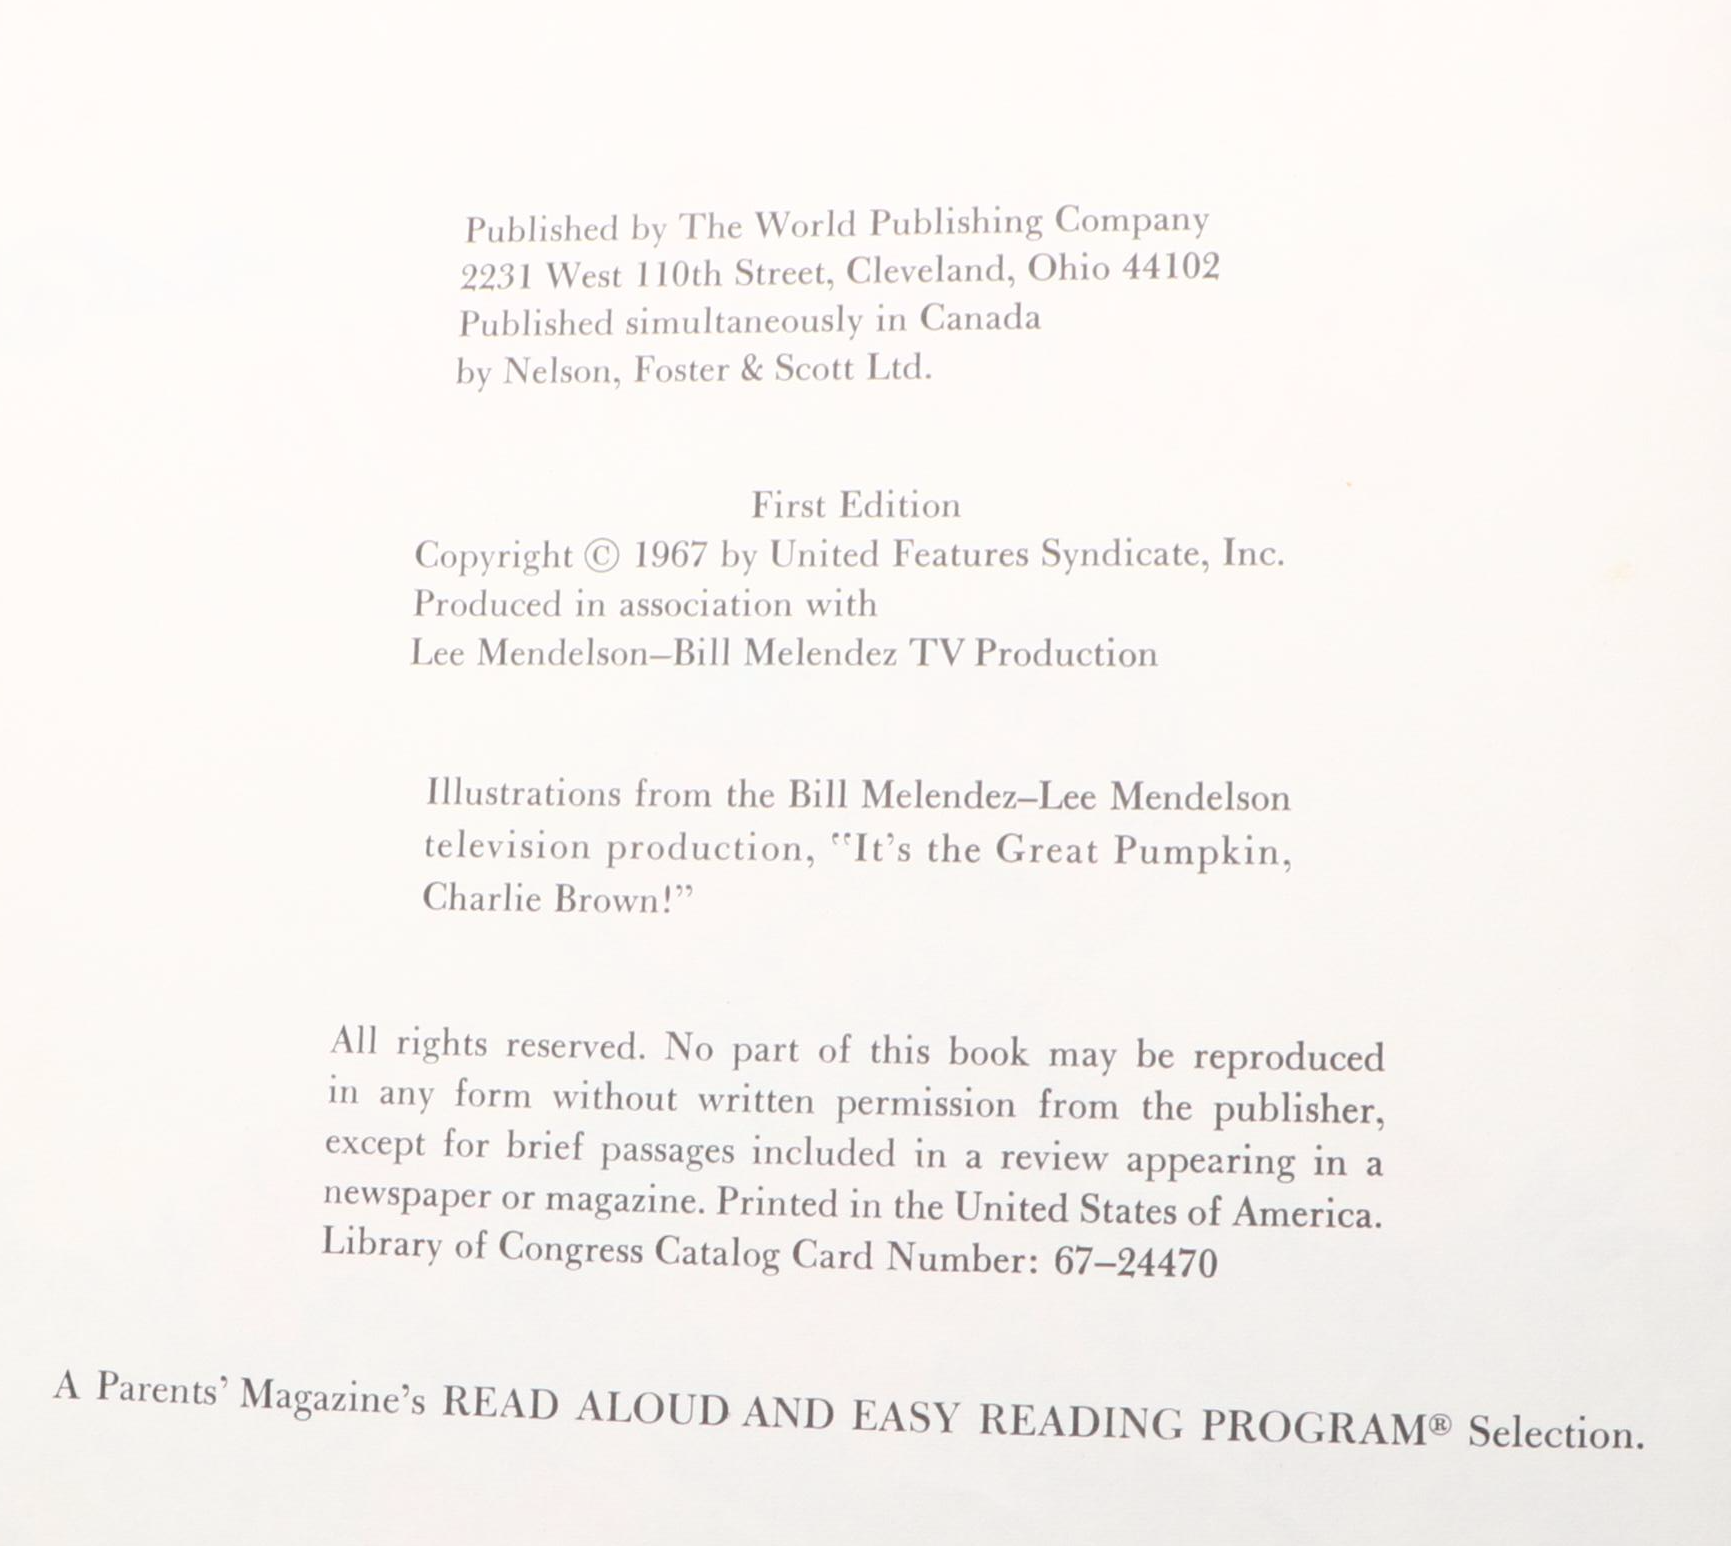 Published by The World Publishing Company
2231 West 110th Street, Cleveland, Ohio 44102
Published simultaneously in Canada
by Nelson, Foster & Scott Ltd.
First Edition
Copyright © 1967 by United Features Syndicate, Inc.
Produced in association with
Lee Mendelson–Bill Melendez TV Production
Illustrations from the Bill Melendez–Lee Mendelson
television production, “It’s the Great Pumpkin,
Charlie Brown!”
All rights reserved. No part of this book may be reproduced
in any form without written permission from the publisher,
except for brief passages included in a review appearing in a
newspaper or magazine. Printed in the United States of America.
Library of Congress Catalog Card Number: 67–24470
A Parents’ Magazine’s READ ALOUD AND EASY READING PROGRAM® Selection.